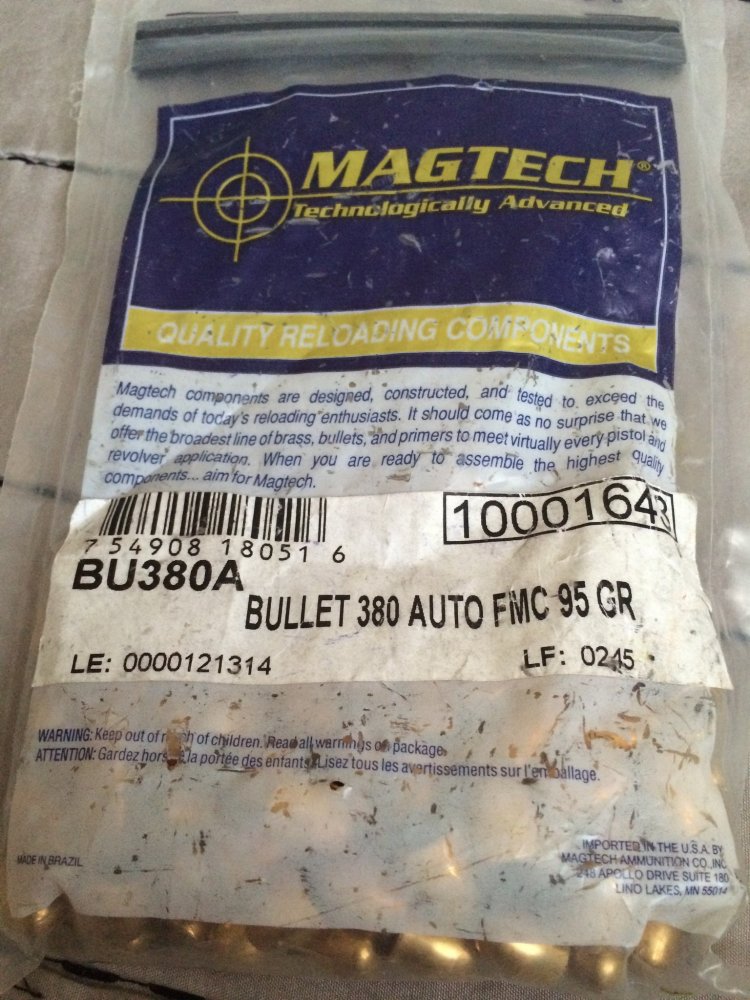 MAGTECH®
Technologically Advanced
QUALITY RELOADING COMPONENTS
Magtech components are designed, constructed, and tested to exceed the
demands of today's reloading enthusiasts. It should come as no surprise that we
offer the broadest line of brass, bullets, and primers to meet virtually every pistol and
revolver application. When you are ready to assemble the highest quality
components... aim for Magtech.
10001643
7 54908 18051 6
BU380A
BULLET 380 AUTO FMC 95 GR
LE: 0000121314
LF: 0245
WARNING: Keep out of reach of children. Read all warnings on package.
ATTENTION: Gardez hors de la portée des enfants. Lisez tous les avertissements sur l'emballage.
MADE IN BRAZIL
IMPORTED IN THE U.S.A. BY
MAGTECH AMMUNITION CO., INC.
248 APOLLO DRIVE SUITE 180
LINO LAKES, MN 55014